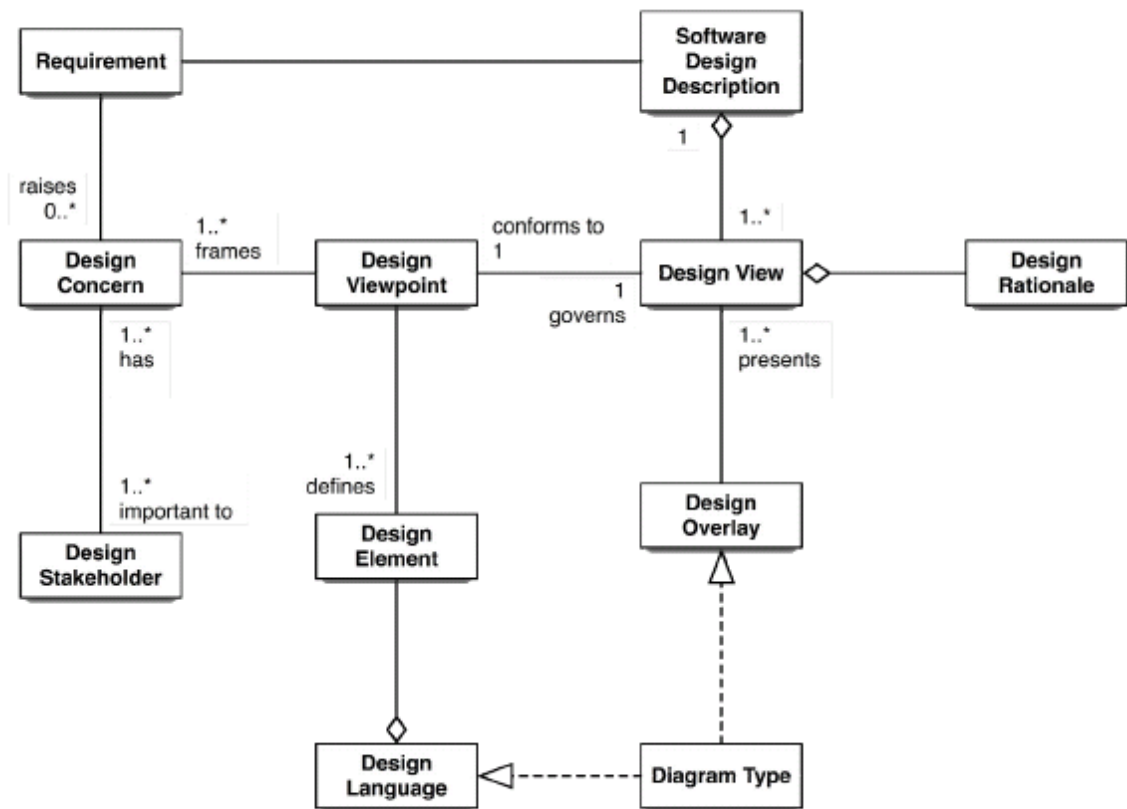 Requirement
Software
Design
Description
1
raises
0..*
1..*
frames
conforms to
1
1..*
Design
Concern
Design
Viewpoint
Design View
Design
Rationale
1
governs
1..*
has
1..*
presents
1..*
important to
1..*
defines
Design
Overlay
Design
Stakeholder
Design
Element
Design
Language
Diagram Type